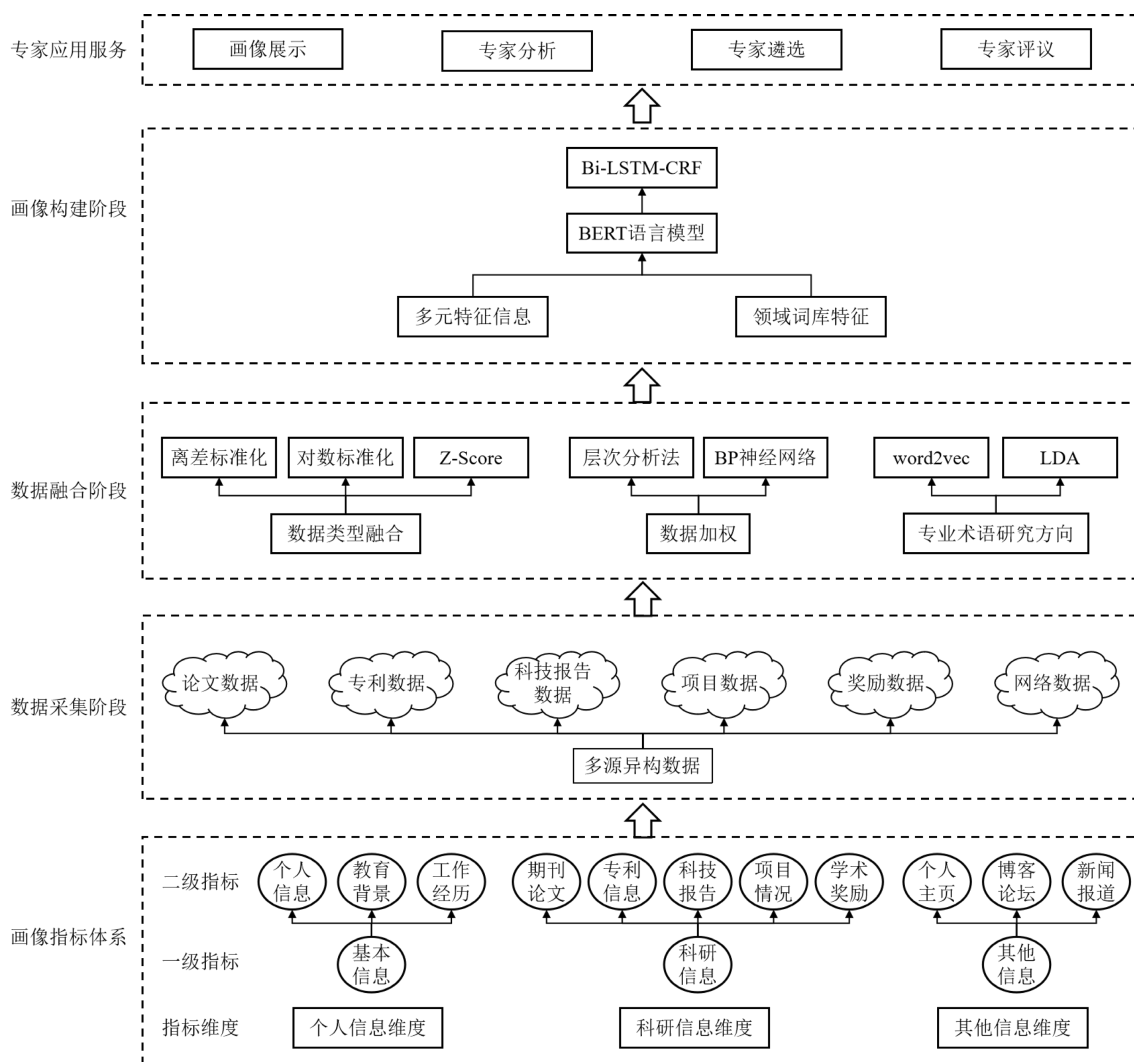 专家应用服务
画像展示
专家分析
专家遴选
专家评议
画像构建阶段
Bi-LSTM-CRF
BERT语言模型
多元特征信息
领域词库特征
数据融合阶段
离差标准化
对数标准化
Z-Score
层次分析法
BP神经网络
word2vec
LDA
数据类型融合
数据加权
专业术语研究方向
数据采集阶段
论文数据
专利数据
科技报告
数据
项目数据
奖励数据
网络数据
多源异构数据
画像指标体系
二级指标
个人
信息
教育
背景
工作
经历
期刊
论文
专利
信息
科技
报告
项目
情况
学术
奖励
个人
主页
博客
论坛
新闻
报道
一级指标
基本
信息
科研
信息
其他
信息
指标维度
个人信息维度
科研信息维度
其他信息维度